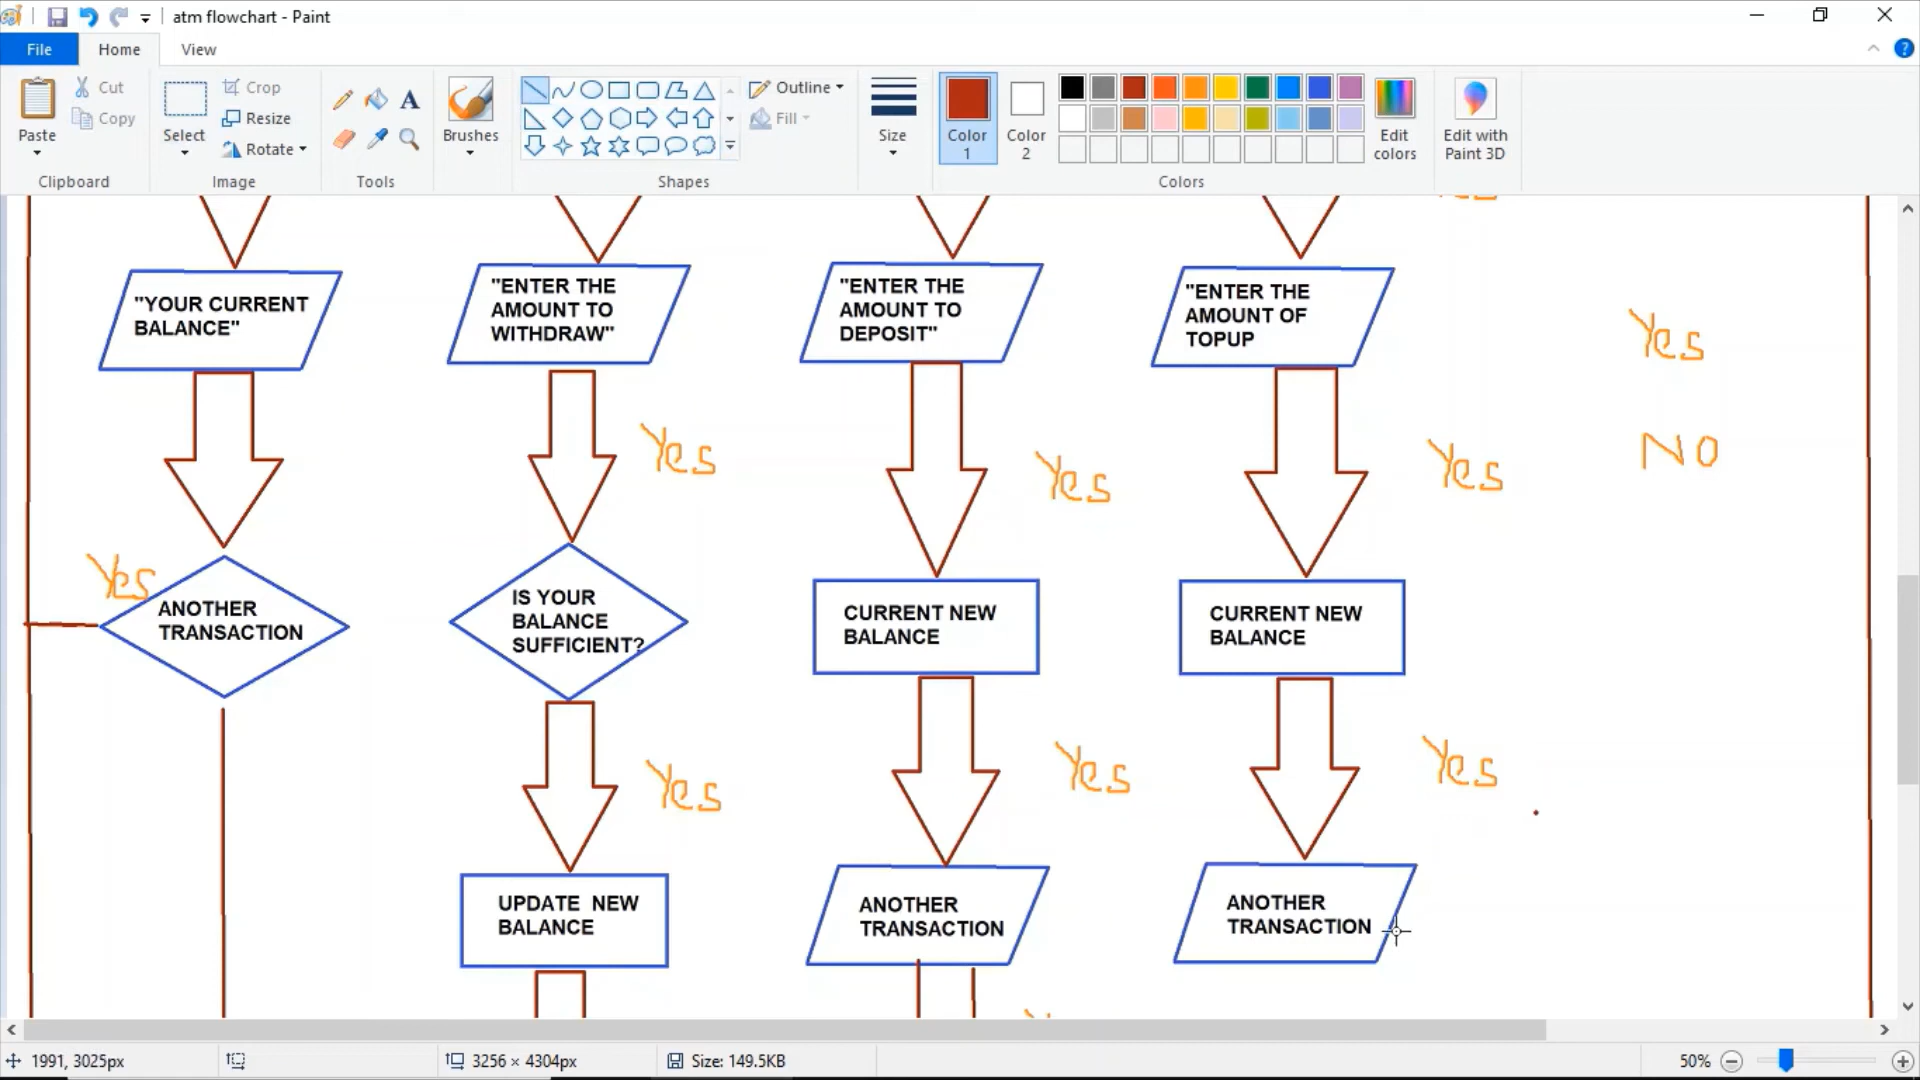 atm flowchart - Paint
File
Home
View
Paste
Cut
Copy
Clipboard
Select
Crop
Resize
Rotate
Image
Tools
Brushes
Shapes
Outline
Fill
Size
Color
1
Color
2
Edit
colors
Colors
Edit with
Paint 3D
"YOUR CURRENT
BALANCE"
"ENTER THE
AMOUNT TO
WITHDRAW"
"ENTER THE
AMOUNT TO
DEPOSIT"
"ENTER THE
AMOUNT OF
TOPUP
Yes
NO
Yes
Yes
Yes
Yes
ANOTHER
TRANSACTION
IS YOUR
BALANCE
SUFFICIENT?
CURRENT NEW
BALANCE
CURRENT NEW
BALANCE
Yes
Yes
Yes
UPDATE NEW
BALANCE
ANOTHER
TRANSACTION
ANOTHER
TRANSACTION
1991, 3025px
3256 × 4304px
Size: 149.5KB
50%